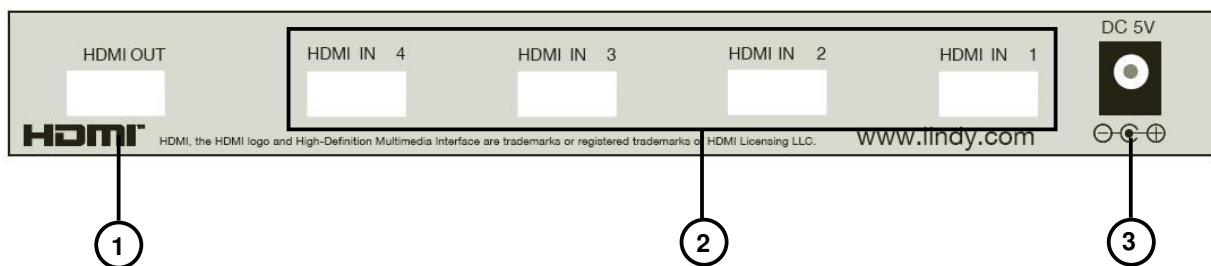 DC 5V
HDMI OUT HDMI IN 4 HDMI IN 3 HDMI IN 2 HDMI IN 1
HDMI HDMI, the HDMI logo and High-Definition Multimedia Interface are trademarks or registered trademarks of HDMI Licensing LLC. www.lindy.com
1 2 3